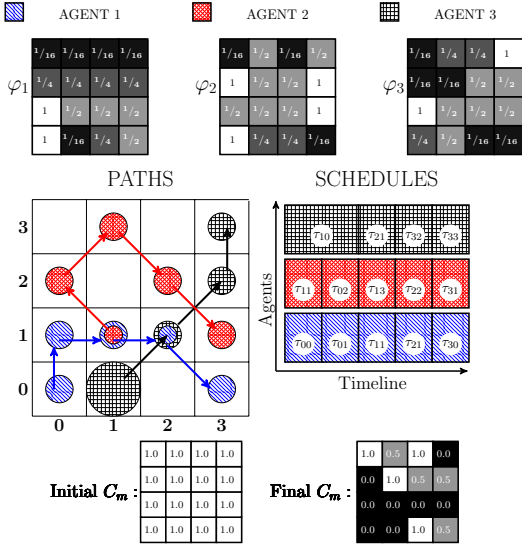 AGENT 1 AGENT 2 AGENT 3
1/16 1/16 1/16 1/16 1/16 1/2 1/16 1/2 1/16 1/4 1/4 1
1/4 1/4 1/4 1/4 1 1/2 1/2 1 1/16 1/16 1/2 1/2
φ1 φ2 φ3
1 1/2 1/2 1/2 1/2 1/2 1/2 1 1 1/2 1/2 1/2
1 1/16 1/4 1/2 1 1/4 1/4 1/16 1/4 1/2 1/16 1/16
PATHS
3
2
1
0
0 1 2 3
SCHEDULES
Agents
τ10 τ21 τ32 τ33
τ11 τ02 τ13 τ22 τ31
τ00 τ01 τ11 τ21 τ30
Timeline
Initial Cm :
1.0 1.0 1.0 1.0
1.0 1.0 1.0 1.0
1.0 1.0 1.0 1.0
1.0 1.0 1.0 1.0
Final Cm :
1.0 0.5 1.0 0.0
0.0 1.0 0.5 0.5
0.0 0.0 0.0 0.0
0.0 0.0 1.0 0.5